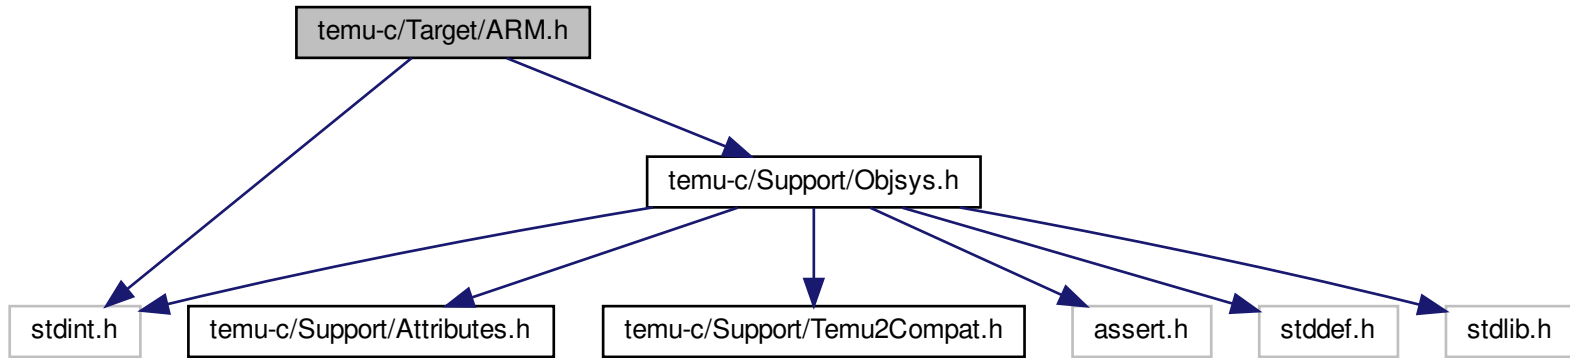 temu-c/Target/ARM.h
temu-c/Support/Objsys.h
stdint.h
temu-c/Support/Attributes.h
temu-c/Support/Temu2Compat.h
assert.h
stddef.h
stdlib.h